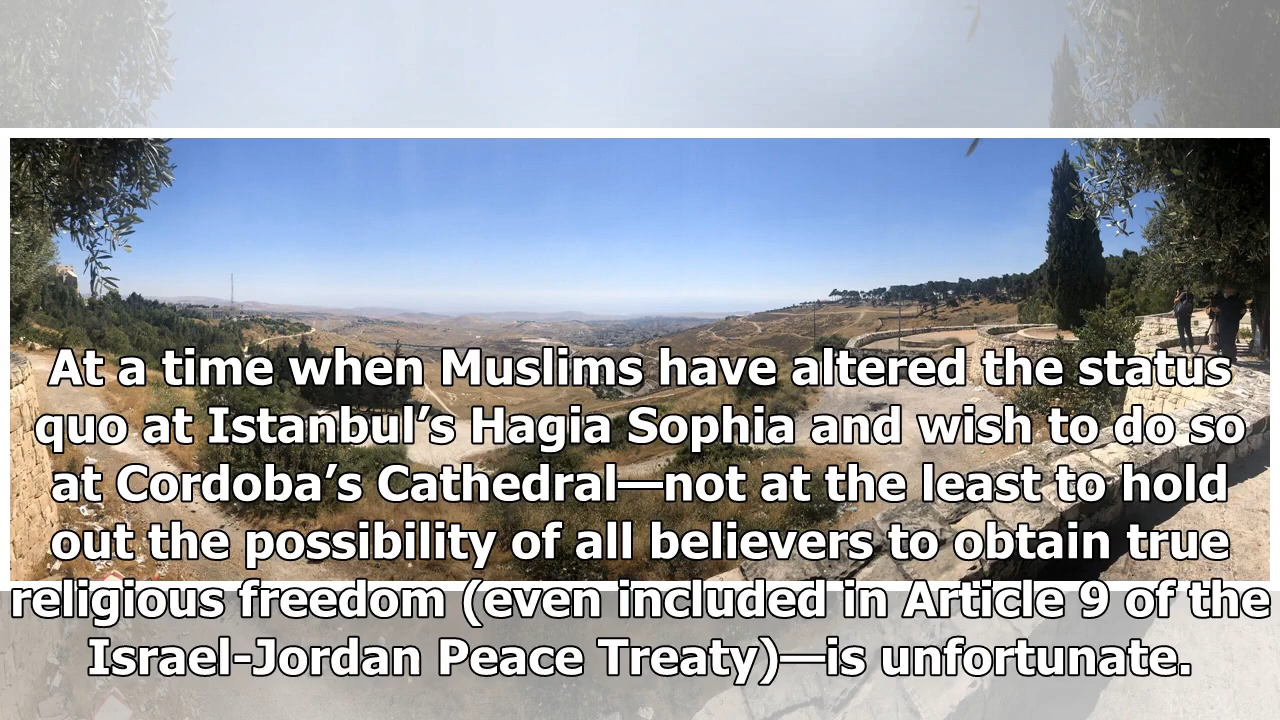 At a time when Muslims have altered the status
quo at Istanbul’s Hagia Sophia and wish to do so
at Cordoba’s Cathedral—not at the least to hold
out the possibility of all believers to obtain true
religious freedom (even included in Article 9 of the
Israel-Jordan Peace Treaty)—is unfortunate.